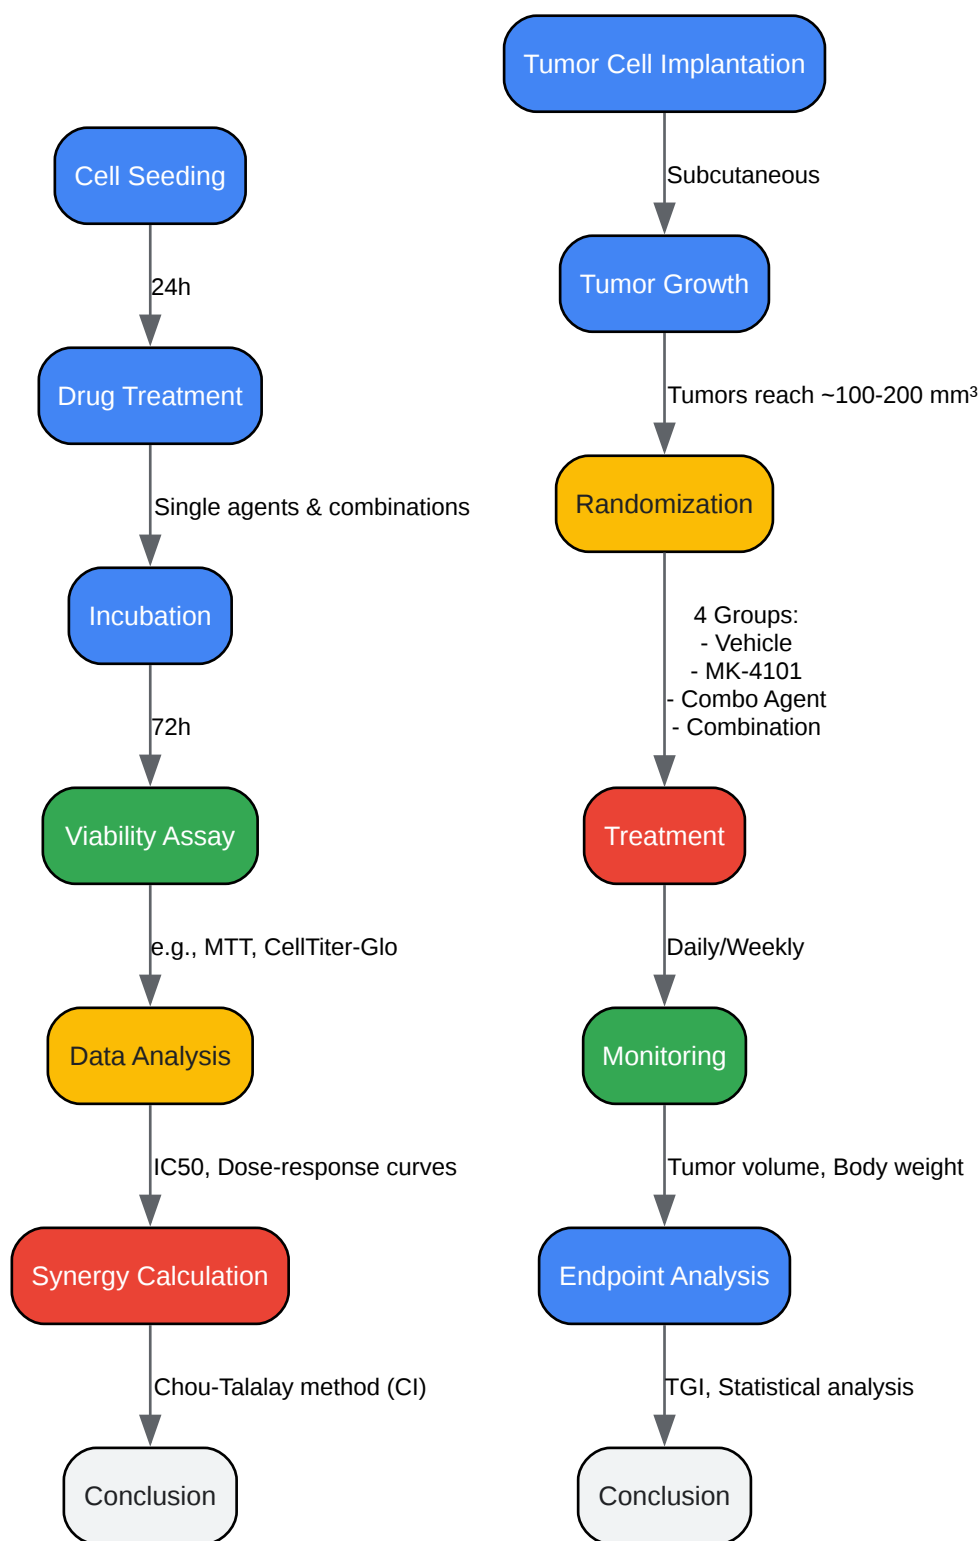 Cell Seeding
24h
Drug Treatment
Single agents & combinations
Incubation
72h
Viability Assay
e.g., MTT, CellTiter-Glo
Data Analysis
IC50, Dose-response curves
Synergy Calculation
Chou-Talalay method (CI)
Conclusion
Tumor Cell Implantation
Subcutaneous
Tumor Growth
Tumors reach ~100-200 mm³
Randomization
4 Groups:
- Vehicle
- MK-4101
- Combo Agent
- Combination
Treatment
Daily/Weekly
Monitoring
Tumor volume, Body weight
Endpoint Analysis
TGI, Statistical analysis
Conclusion